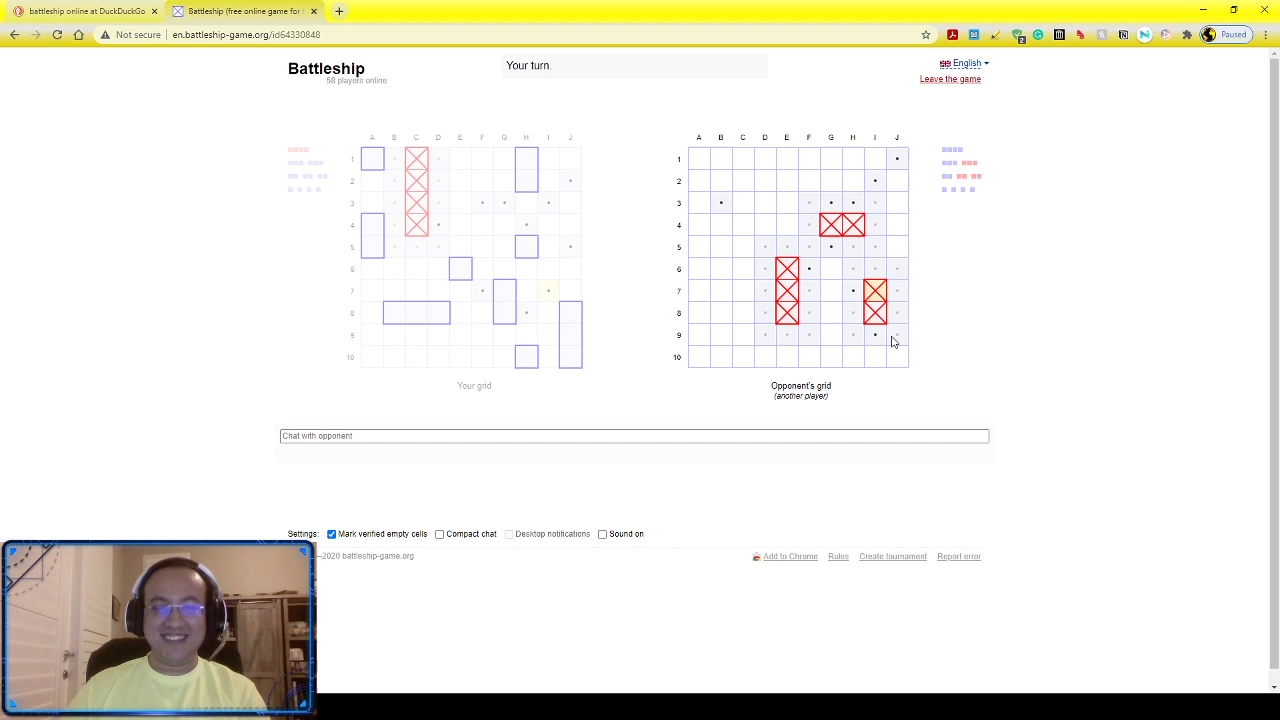 battleship online at DuckDuckGo
Battleship (free online game for t
Not secure
en.battleship-game.org/id64330848
Paused
Battleship
58 players online
Your turn.
English
Leave the game
A B C D E F G H I J
1
2
3
4
5
6
7
8
9
10
Your grid
A B C D E F G H I J
1
2
3
4
5
6
7
8
9
10
Opponent's grid
(another player)
Chat with opponent
Settings: Mark verified empty cells Compact chat Desktop notifications Sound on
–2020 battleship-game.org
Add to Chrome Rules Create tournament Report error